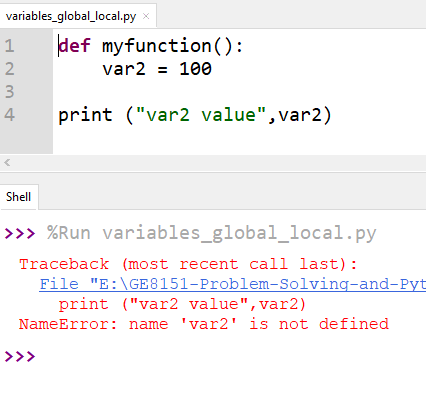 variables_global_local.py ×
1 def myfunction():
2     var2 = 100
3
4 print ("var2 value",var2)
Shell
>>> %Run variables_global_local.py
Traceback (most recent call last):
  File "E:\GE8151-Problem-Solving-and-Pyt
    print ("var2 value",var2)
NameError: name 'var2' is not defined
>>>